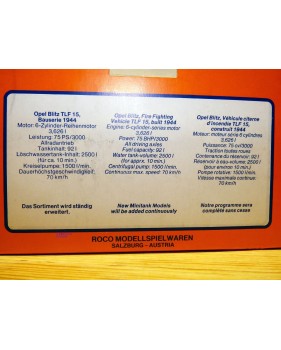 Opel Blitz TLF 15,
Bauserie 1944
Motor: 6-Zylinder-Reihenmotor
3,626 l
Leistung: 75 PS/3000
Allradantrieb
Tankinhalt: 92 l
Löschwasserbank-Inhalt: 2500 l
(für ca. 10 min.)
Kreiselpumpe: 1500 l/min.
Dauerhöchstgeschwindigkeit:
70 km/h
Das Sortiment wird ständig
erweitert.
Opel Blitz, Fire Fighting
Vehicle TLF 15, built 1944
Engine: 6-cylinder-series motor
3,626 l
Power: 75 BHP/3000
All driving axles
Fuel capacity: 92 l
Water tank volume: 2500 l
(for approx. 10 min.)
Centrifugal pump: 1500 l/min.
Continuous max. speed: 70 km/h
New Minitank Models
will be added continuously
Opel Blitz, Véhicule citerne
d'incendie TLF 15,
construit 1944
Moteur: moteur série 6 cylindres
3,626 l
Puissance: 75 cv/3000
Traction toutes roues
Contenance du réservoir: 92 l
Réservoir à eau: 2500 l
(pour environ 10 min.)
Pompe rotative: 1500 l/min.
Vitesse maximale continue:
70 km/h
Notre programme sera
complété sans cesse
ROCO MODELLSPIELWAREN
SALZBURG - AUSTRIA